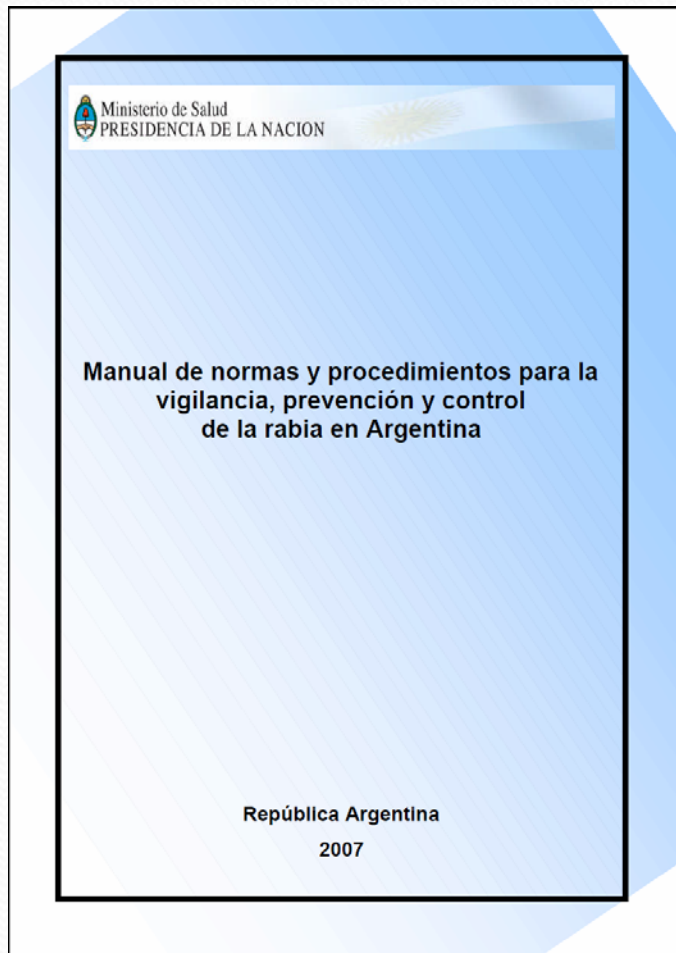 Ministerio de Salud
PRESIDENCIA DE LA NACION
Manual de normas y procedimientos para la
vigilancia, prevención y control
de la rabia en Argentina
República Argentina
2007